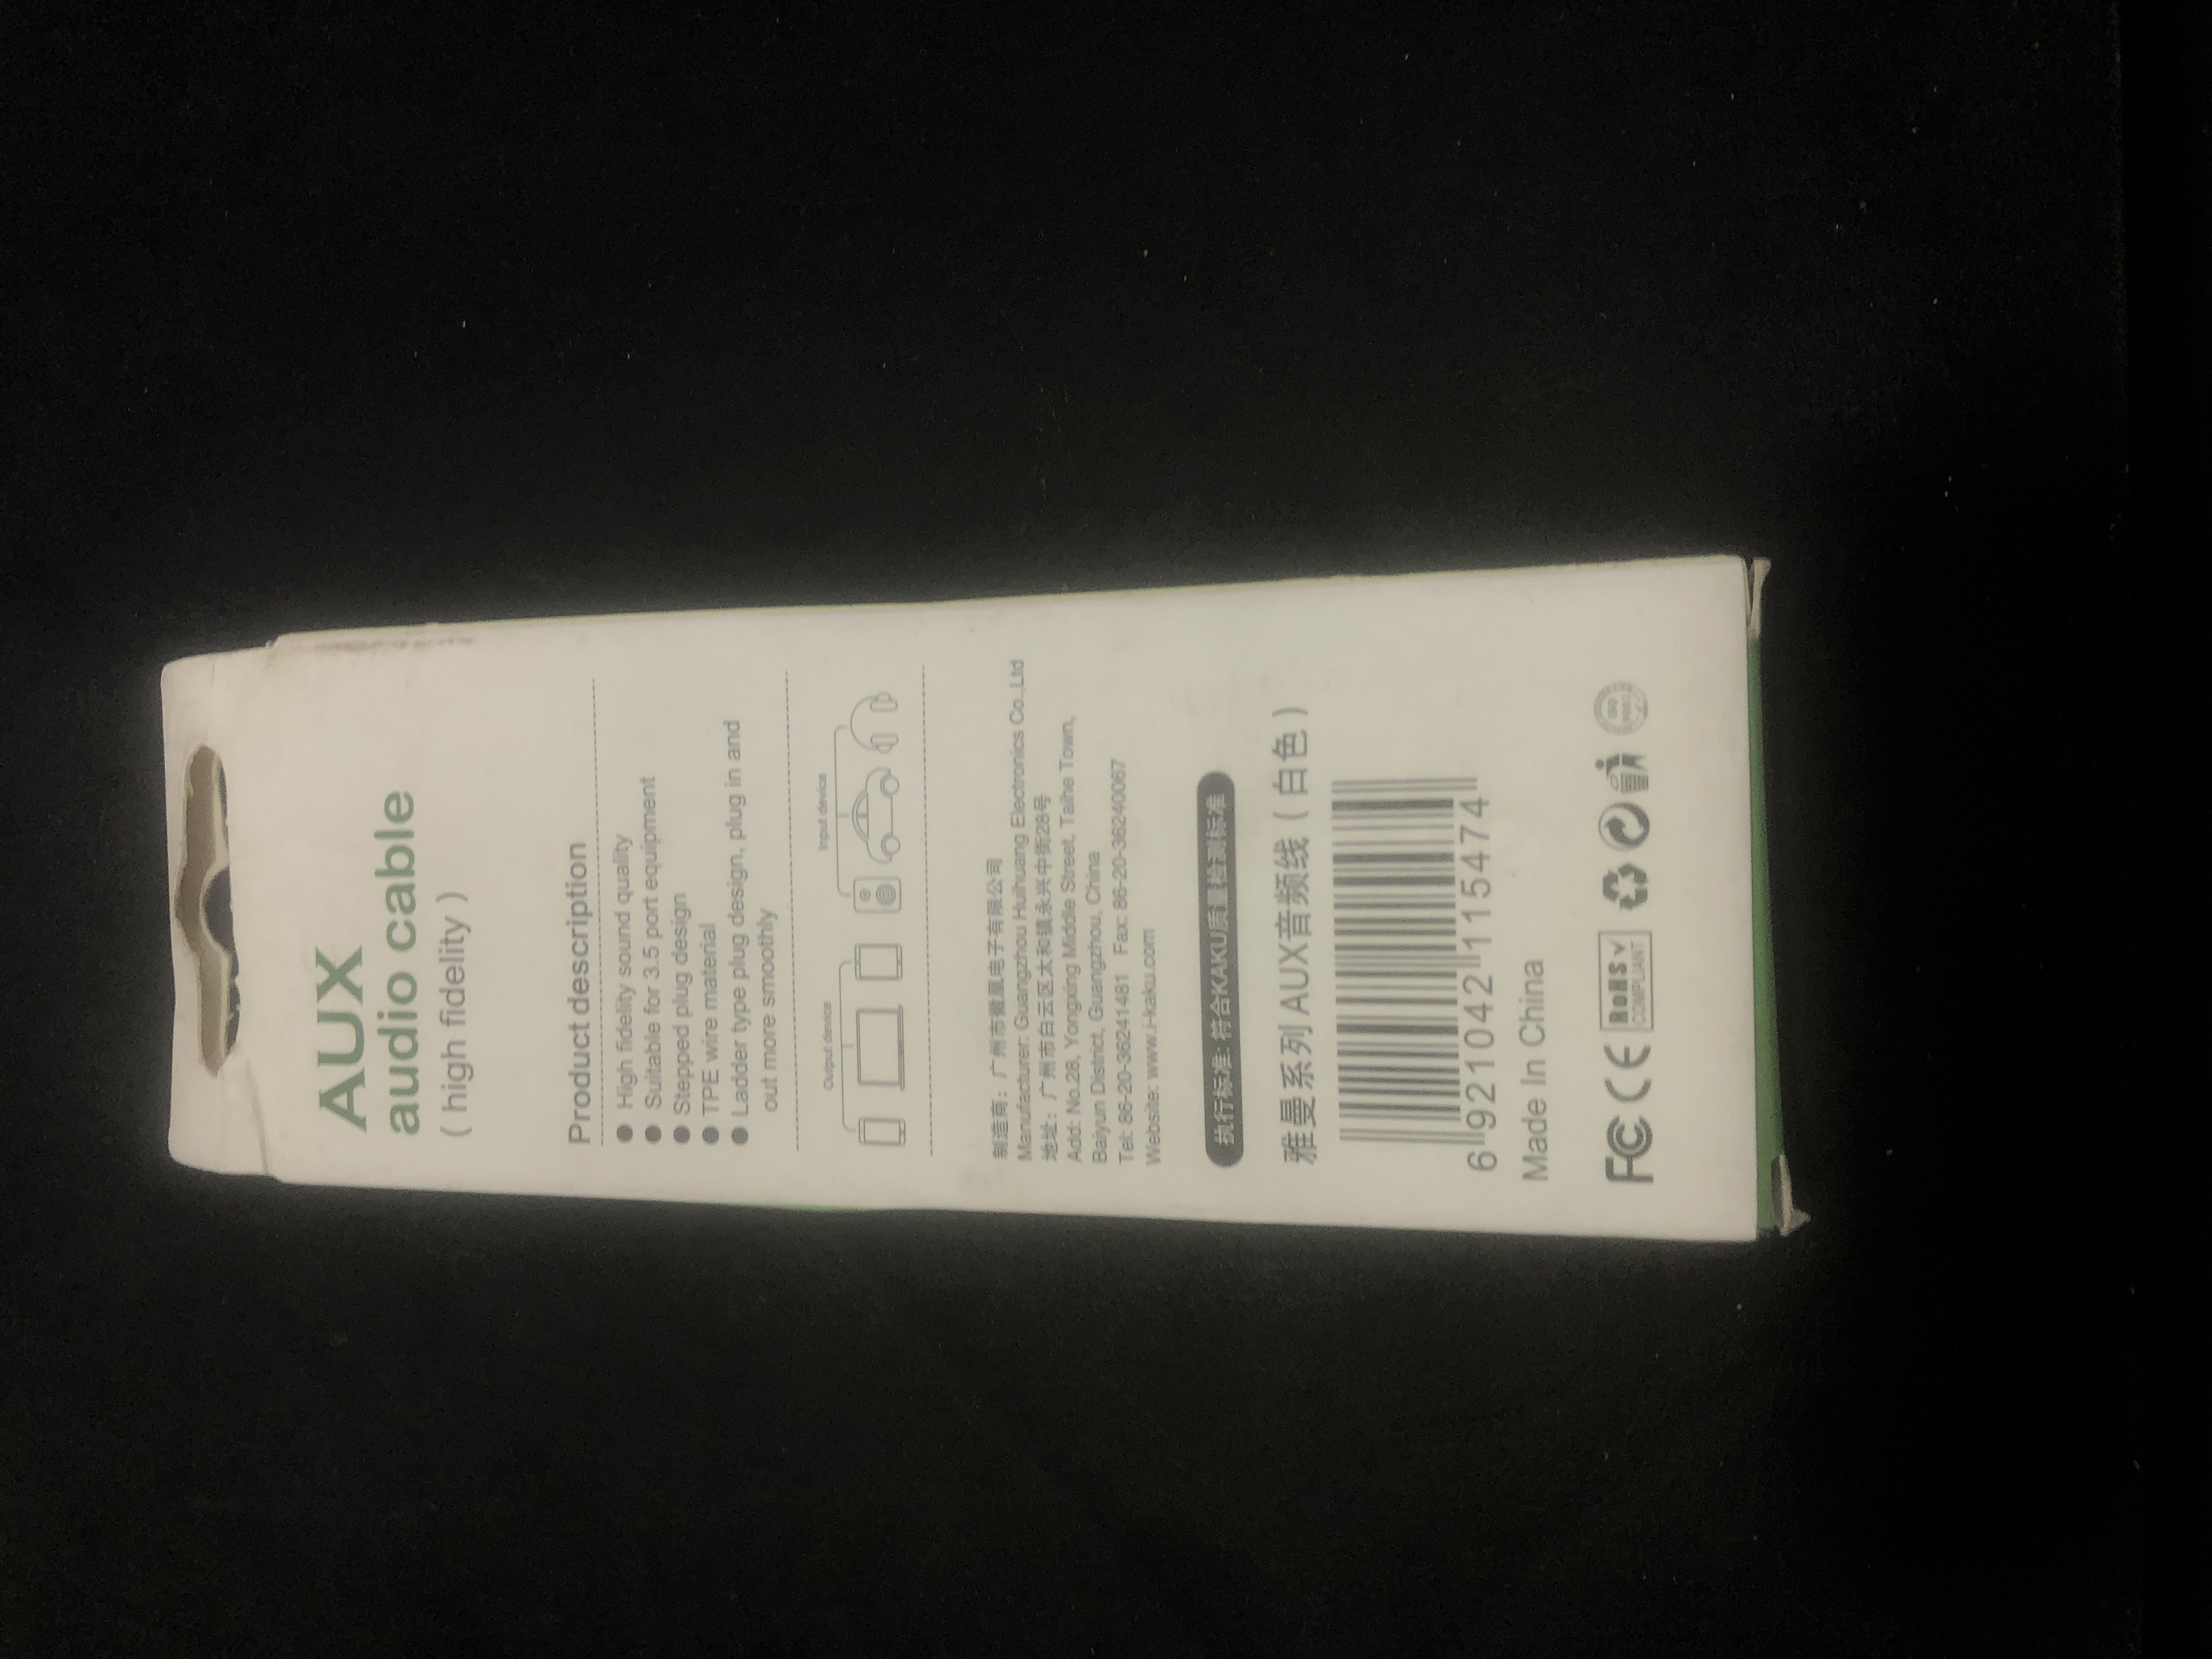 AUX
audio cable
( high fidelity )
Product description
● High fidelity sound quality
● Suitable for 3.5 port equipment
● Stepped plug design
● TPE wire material
● Ladder type plug design, plug in and
out more smoothly
Output device
Input device
制造商：广州市徽凰电子有限公司
Manufacturer: Guangzhou Huihuang Electronics Co.,Ltd
地址：广州市白云区太和镇永兴中街28号
Add: No.28, Yongxing Middle Street, Taihe Town,
Baiyun District, Guangzhou, China
Tel: 86-20-36241481 Fax: 86-20-36240067
Website: www.i-kaku.com
执行标准: 符合KAKU质量检测标准
雅曼系列 AUX音频线 ( 白色 )
6 921042 115474
Made In China
FC CE RoHS
COMPLIANT
ISO